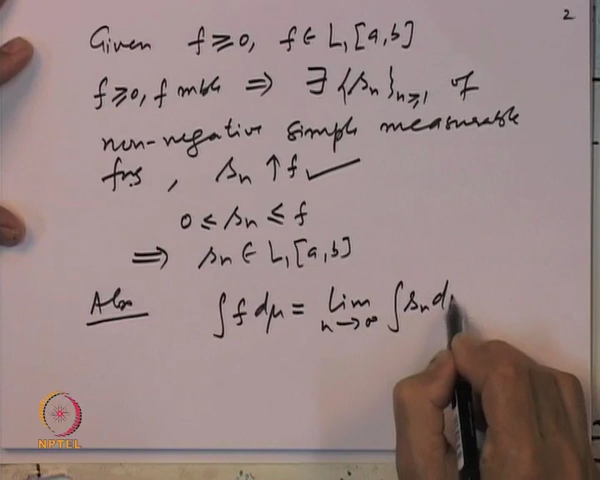 2
Given f ≥ 0, f ∈ L₁[a,b]
f ≥ 0, f mble ⇒ ∃ {sₙ}ₙ≥₁ of
non-negative simple measurable
fns, sₙ ↑ f ✓
0 ≤ sₙ ≤ f
⇒ sₙ ∈ L₁[a,b]
Also ∫ f dμ = lim n→∞ ∫ sₙ d
NPTEL